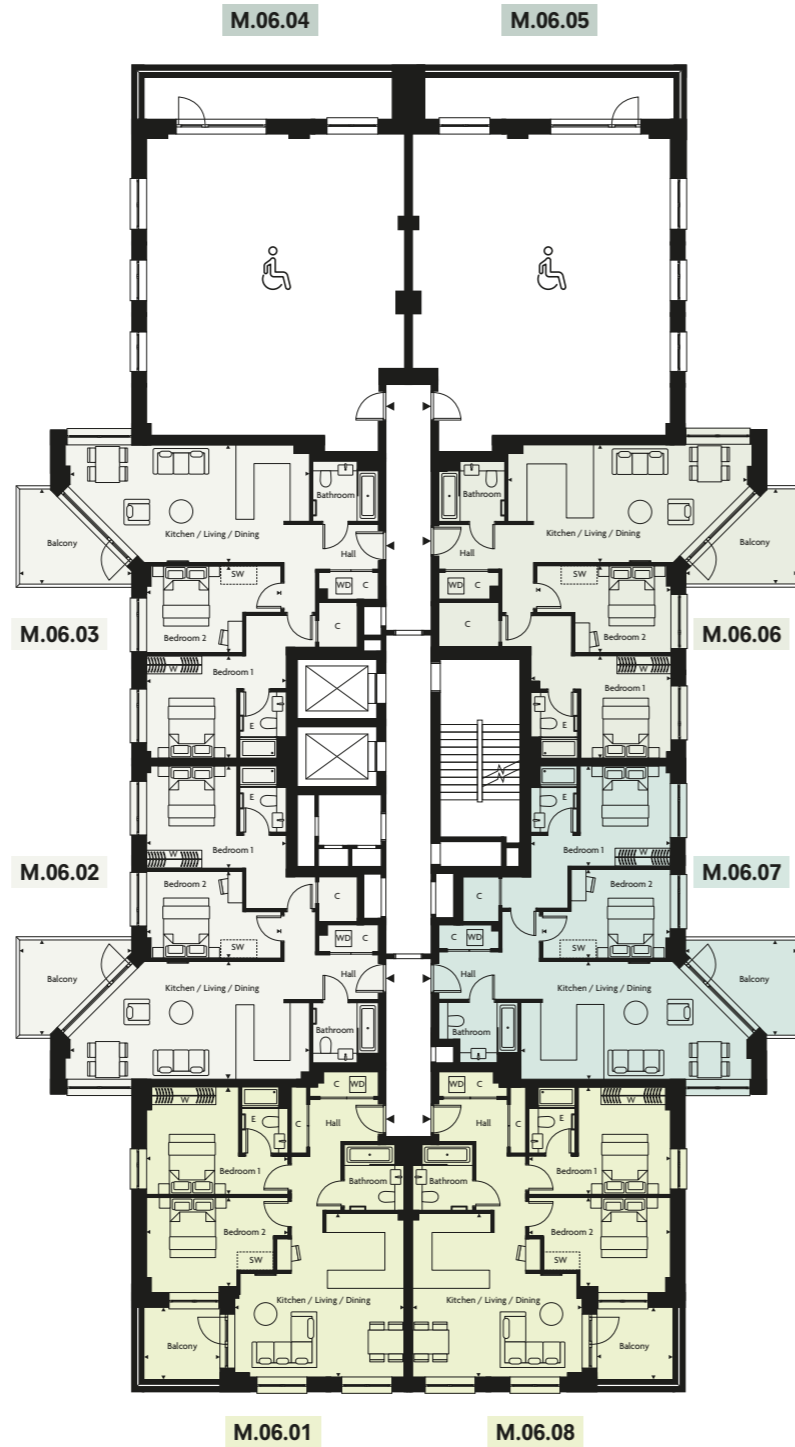 M.06.04
M.06.05
Bathroom
Kitchen / Living / Dining
Balcony
Hall
SW
WD
C
Bedroom 2
C
M.06.03
Bedroom 1
W
E
Bathroom
Kitchen / Living / Dining
Balcony
Hall
SW
WD
C
C
Bedroom 2
M.06.06
Bedroom 1
W
E
E
Bedroom 1
W
M.06.02
Bedroom 2
C
SW
WD
C
Balcony
Kitchen / Living / Dining
Hall
Bathroom
E
Bedroom 1
W
M.06.07
Bedroom 2
C
C
WD
SW
Hall
Balcony
Kitchen / Living / Dining
Bathroom
W
E
C
WD
C
Hall
Bedroom 1
Bathroom
Bedroom 2
SW
Kitchen / Living / Dining
Balcony
WD
C
Hall
C
E
W
Bedroom 1
Bathroom
Bedroom 2
SW
Kitchen / Living / Dining
Balcony
M.06.01
M.06.08